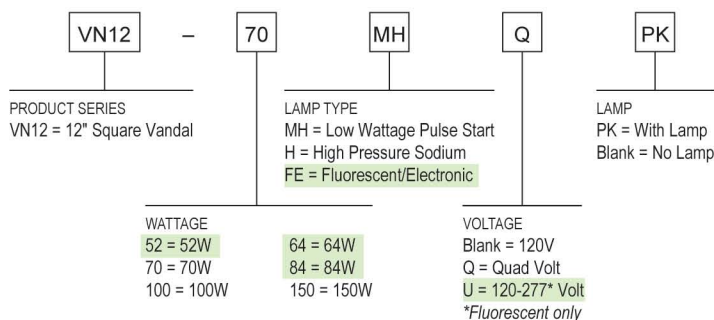 VN12 – 70 MH Q PK
PRODUCT SERIES
VN12 = 12" Square Vandal
LAMP TYPE
MH = Low Wattage Pulse Start
H = High Pressure Sodium
FE = Fluorescent/Electronic
LAMP
PK = With Lamp
Blank = No Lamp
WATTAGE
52 = 52W 64 = 64W
70 = 70W 84 = 84W
100 = 100W 150 = 150W
VOLTAGE
Blank = 120V
Q = Quad Volt
U = 120-277* Volt
*Fluorescent only